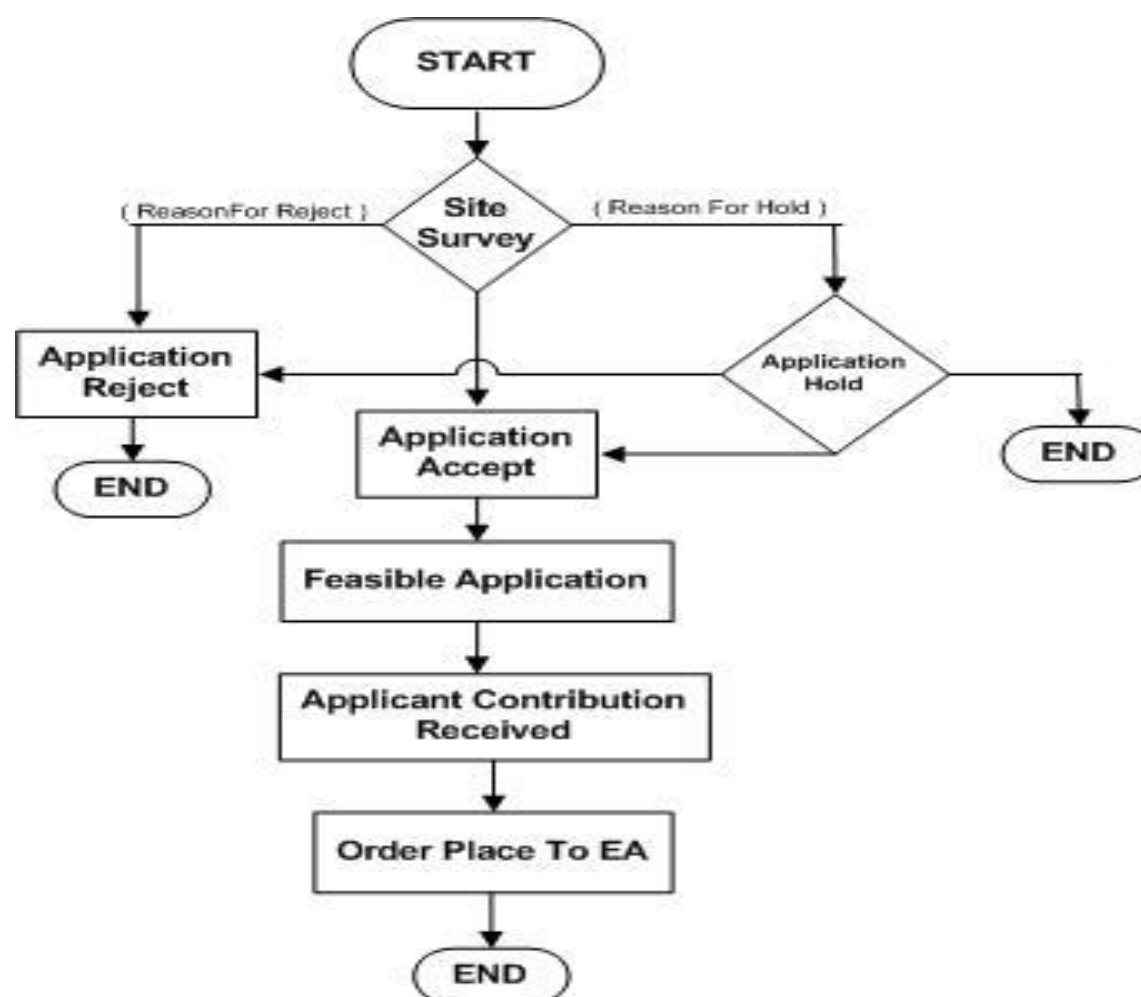 START
( ReasonFor Reject )
Site
Survey
( Reason For Hold )
Application
Reject
Application
Hold
Application
Accept
END
END
Feasible Application
Applicant Contribution
Received
Order Place To EA
END